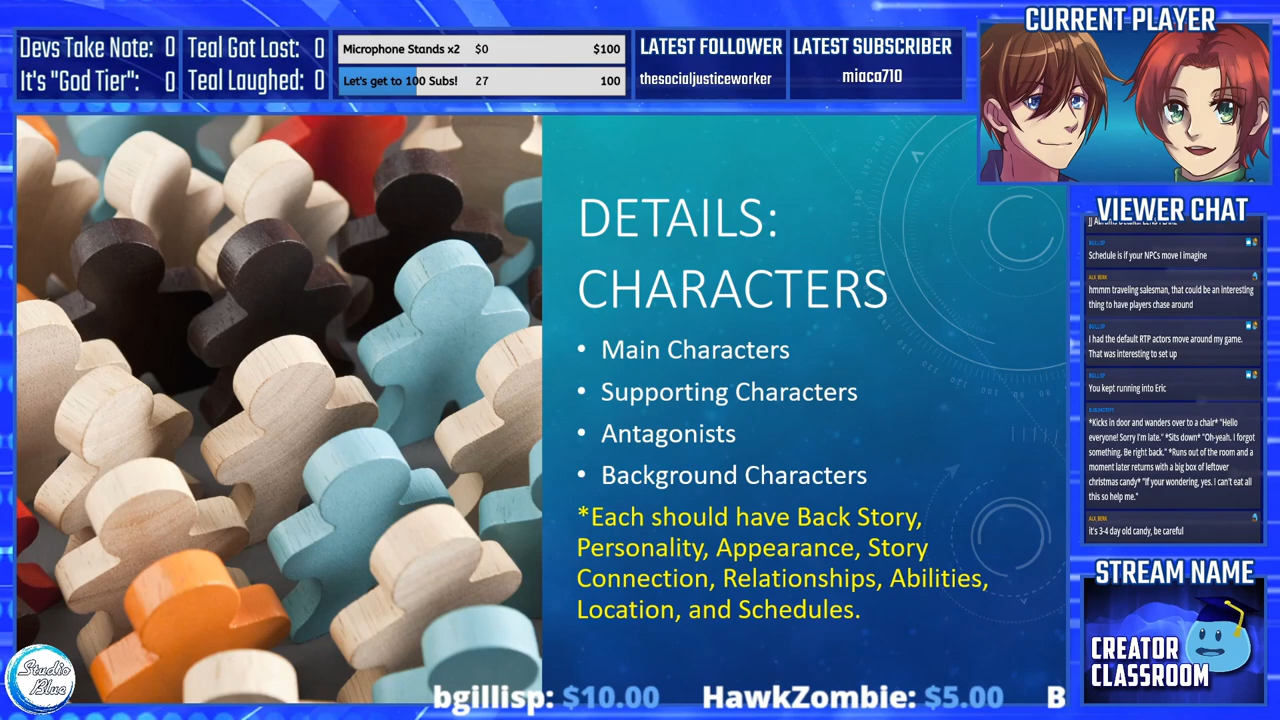 CURRENT PLAYER
Devs Take Note: 0
It's "God Tier": 0
Teal Got Lost: 0
Teal Laughed: 0
Microphone Stands x2 $0 $100
Let's get to 100 Subs! 27 100
LATEST FOLLOWER
thesocialjusticeworker
LATEST SUBSCRIBER
miaca710
DETAILS:
CHARACTERS
• Main Characters
• Supporting Characters
• Antagonists
• Background Characters
*Each should have Back Story,
Personality, Appearance, Story
Connection, Relationships, Abilities,
Location, and Schedules.
VIEWER CHAT
BGILLISP
Schedule is if your NPCs move I imagine
ALX_BERK
hmmm traveling salesman, that could be an interesting
thing to have players chase around
BGILLISP
I had the default RTP actors move around my game.
That was interesting to set up
BGILLISP
You kept running into Eric
*Kicks in door and wanders over to a chair* "Hello
everyone! Sorry I'm late." *Sits down* "Oh-yeah. I forgot
something. Be right back." *Runs out of the room and a
moment later returns with a big box of leftover
christmas candy* "If your wondering, yes. I can't eat all
this so help me."
ALX_BERK
it's 3-4 day old candy, be careful
STREAM NAME
CREATOR
CLASSROOM
Studio
Blue
bgillisp: $10.00 HawkZombie: $5.00 B